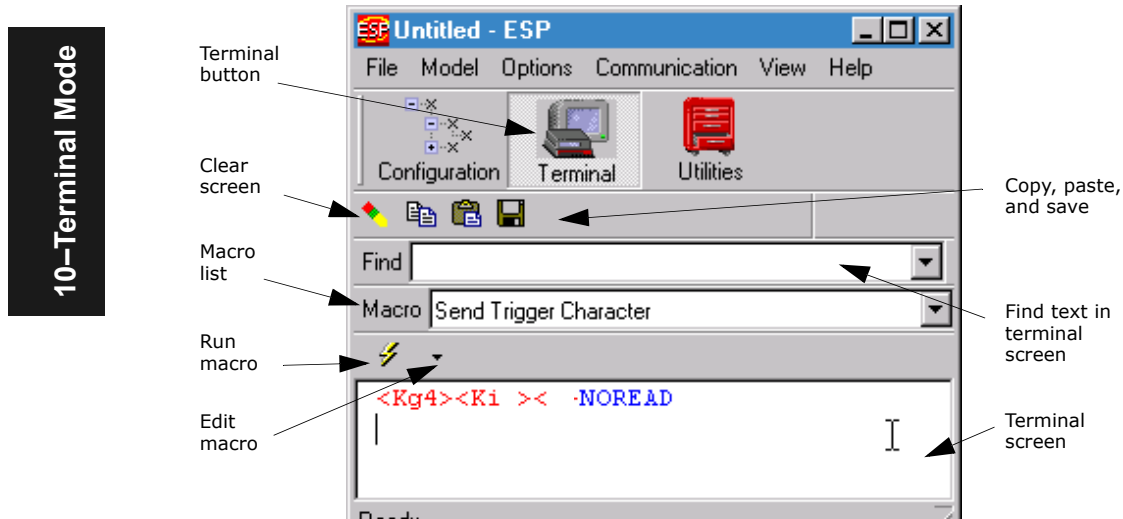 10–Terminal Mode
Terminal
button
Clear
screen
Macro
list
Run
macro
Edit
macro
ESP Untitled - ESP
File Model Options Communication View Help
Configuration Terminal Utilities
Find
Macro Send Trigger Character
<Kg4><Ki >< -NOREAD
Ready
Copy, paste,
and save
Find text in
terminal
screen
Terminal
screen